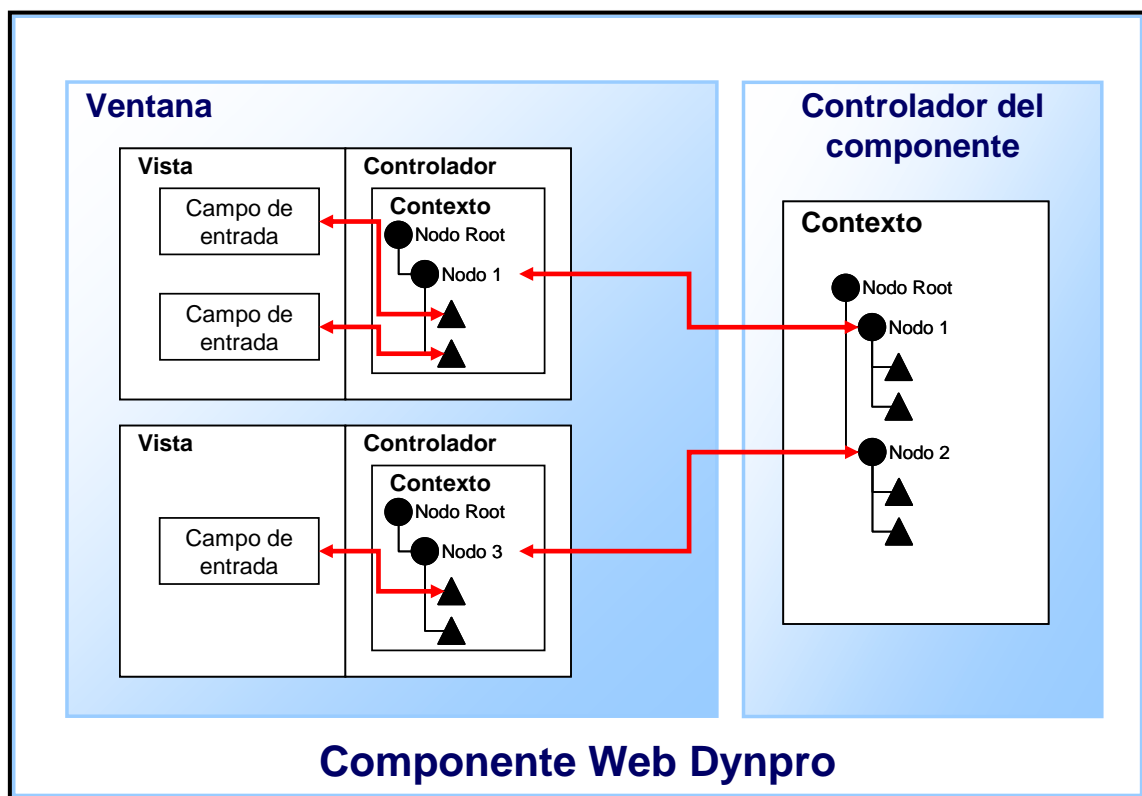 Ventana
Vista
Controlador
Campo de
entrada
Contexto
Nodo Root
Nodo 1
Campo de
entrada
Vista
Controlador
Contexto
Nodo Root
Campo de
entrada
Nodo 3
Controlador del
componente
Contexto
Nodo Root
Nodo 1
Nodo 2
Componente Web Dynpro